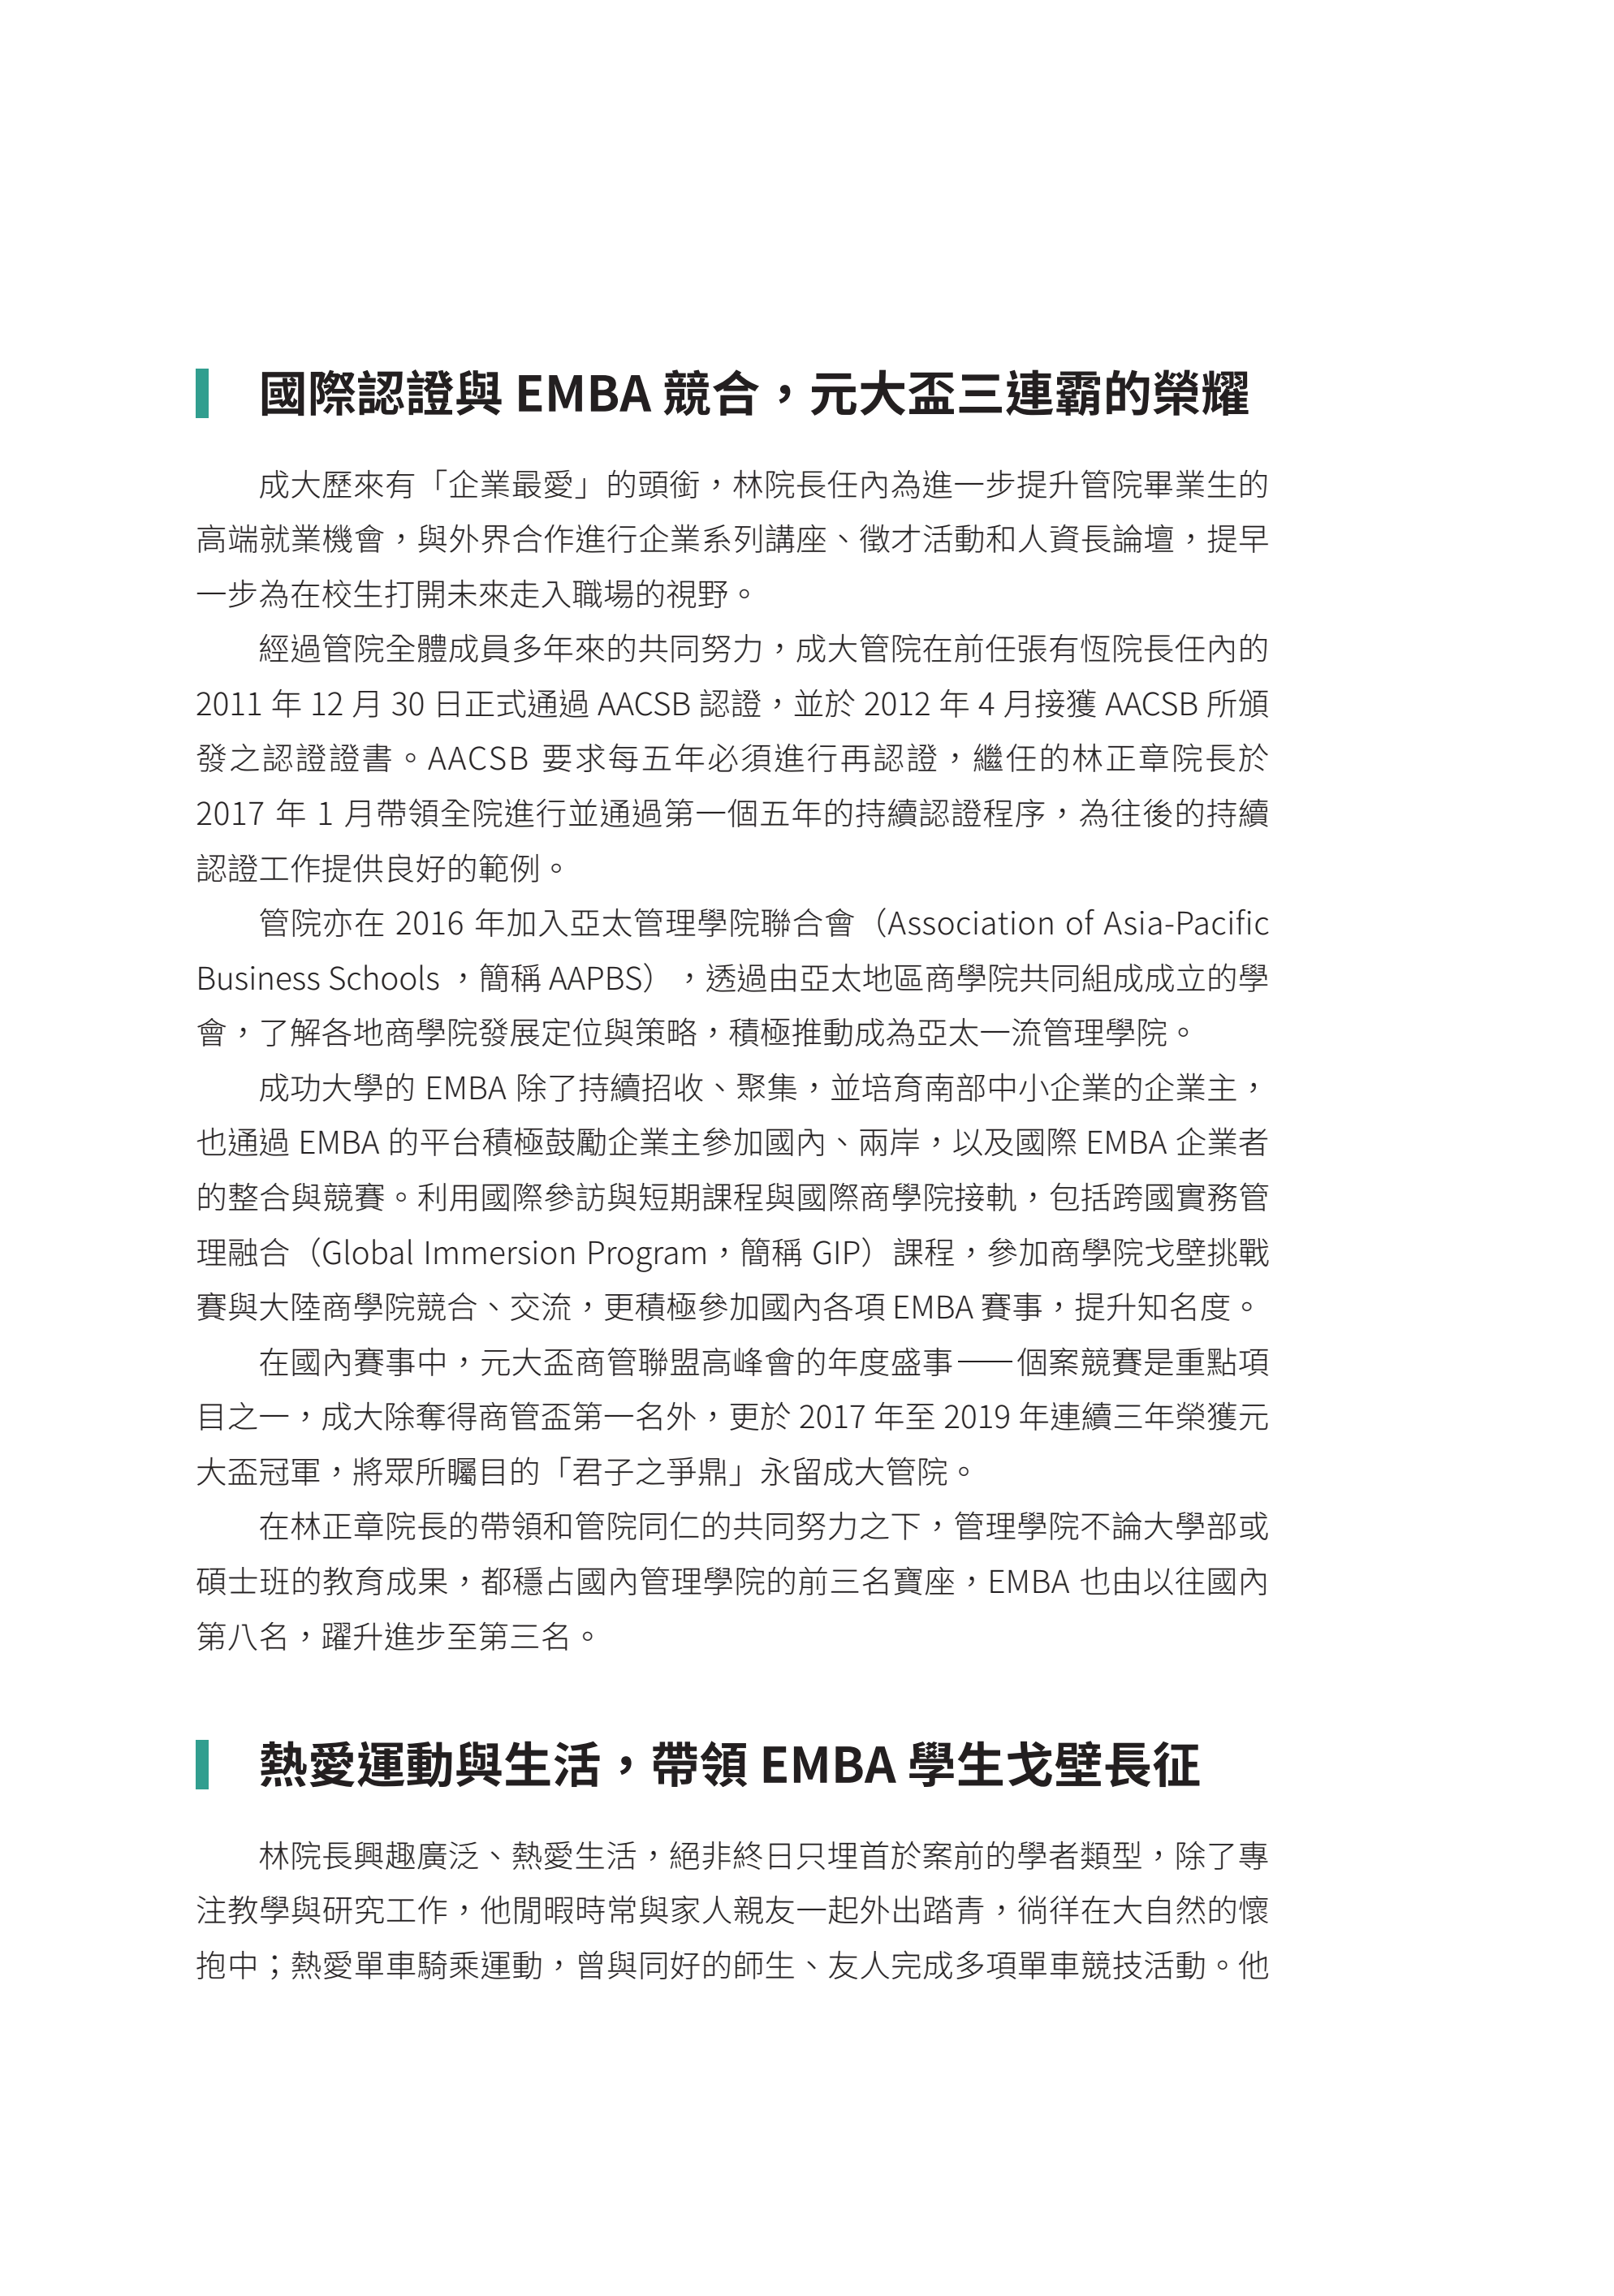 國際認證與 EMBA 競合，元大盃三連霸的榮耀
成大歷來有「企業最愛」的頭銜，林院長任內為進一步提升管院畢業生的
高端就業機會，與外界合作進行企業系列講座、徵才活動和人資長論壇，提早
一步為在校生打開未來走入職場的視野。
經過管院全體成員多年來的共同努力，成大管院在前任張有恆院長任內的
2011 年 12 月 30 日正式通過 AACSB 認證，並於 2012 年 4 月接獲 AACSB 所頒
發之認證證書。AACSB 要求每五年必須進行再認證，繼任的林正章院長於
2017 年 1 月帶領全院進行並通過第一個五年的持續認證程序，為往後的持續
認證工作提供良好的範例。
管院亦在 2016 年加入亞太管理學院聯合會（Association of Asia-Pacific
Business Schools ，簡稱 AAPBS），透過由亞太地區商學院共同組成成立的學
會，了解各地商學院發展定位與策略，積極推動成為亞太一流管理學院。
成功大學的 EMBA 除了持續招收、聚集，並培育南部中小企業的企業主，
也通過 EMBA 的平台積極鼓勵企業主參加國內、兩岸，以及國際 EMBA 企業者
的整合與競賽。利用國際參訪與短期課程與國際商學院接軌，包括跨國實務管
理融合（Global Immersion Program，簡稱 GIP）課程，參加商學院戈壁挑戰
賽與大陸商學院競合、交流，更積極參加國內各項 EMBA 賽事，提升知名度。
在國內賽事中，元大盃商管聯盟高峰會的年度盛事——個案競賽是重點項
目之一，成大除奪得商管盃第一名外，更於 2017 年至 2019 年連續三年榮獲元
大盃冠軍，將眾所矚目的「君子之爭鼎」永留成大管院。
在林正章院長的帶領和管院同仁的共同努力之下，管理學院不論大學部或
碩士班的教育成果，都穩占國內管理學院的前三名寶座，EMBA 也由以往國內
第八名，躍升進步至第三名。
熱愛運動與生活，帶領 EMBA 學生戈壁長征
林院長興趣廣泛、熱愛生活，絕非終日只埋首於案前的學者類型，除了專
注教學與研究工作，他閒暇時常與家人親友一起外出踏青，徜徉在大自然的懷
抱中；熱愛單車騎乘運動，曾與同好的師生、友人完成多項單車競技活動。他